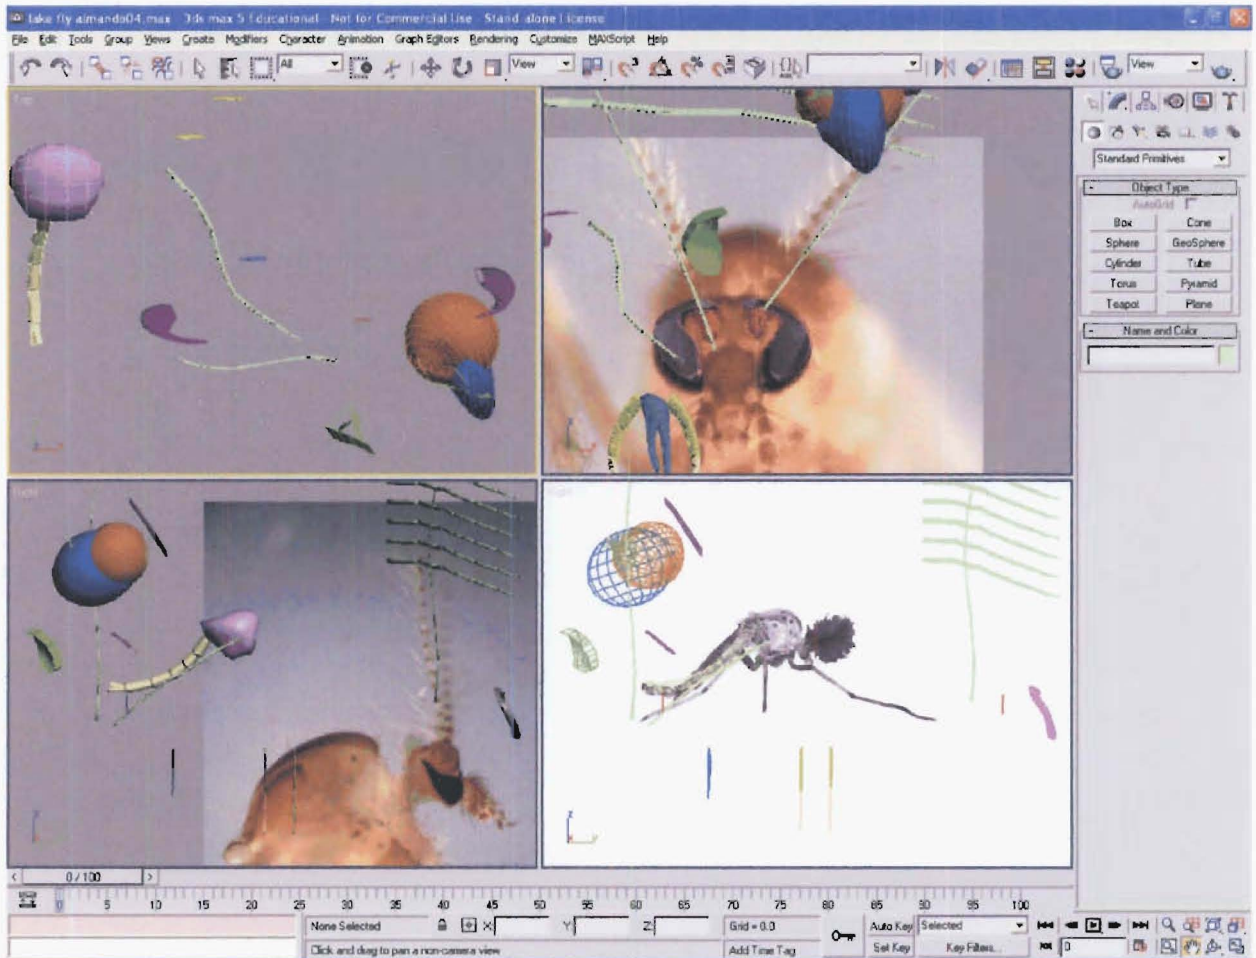 lake fly almando04.max - 3ds max 5 Educational - Not for Commercial Use - Stand-alone License
File Edit Tools Group Views Create Modifiers Character Animation Graph Editors Rendering Customize MAXScript Help
All View View
Top
Standard Primitives
- Object Type
AutoGrid
Box Cone
Sphere GeoSphere
Cylinder Tube
Torus Pyramid
Teapot Plane
- Name and Color
Right Right
< 0 / 100 >
0 5 10 15 20 25 30 35 40 45 50 55 60 65 70 75 80 85 90 95 100
None Selected X: Y: Z: Grid = 0.0 Auto Key Selected
Click and drag to pan a non-camera view Add Time Tag Set Key Key Filters... 0